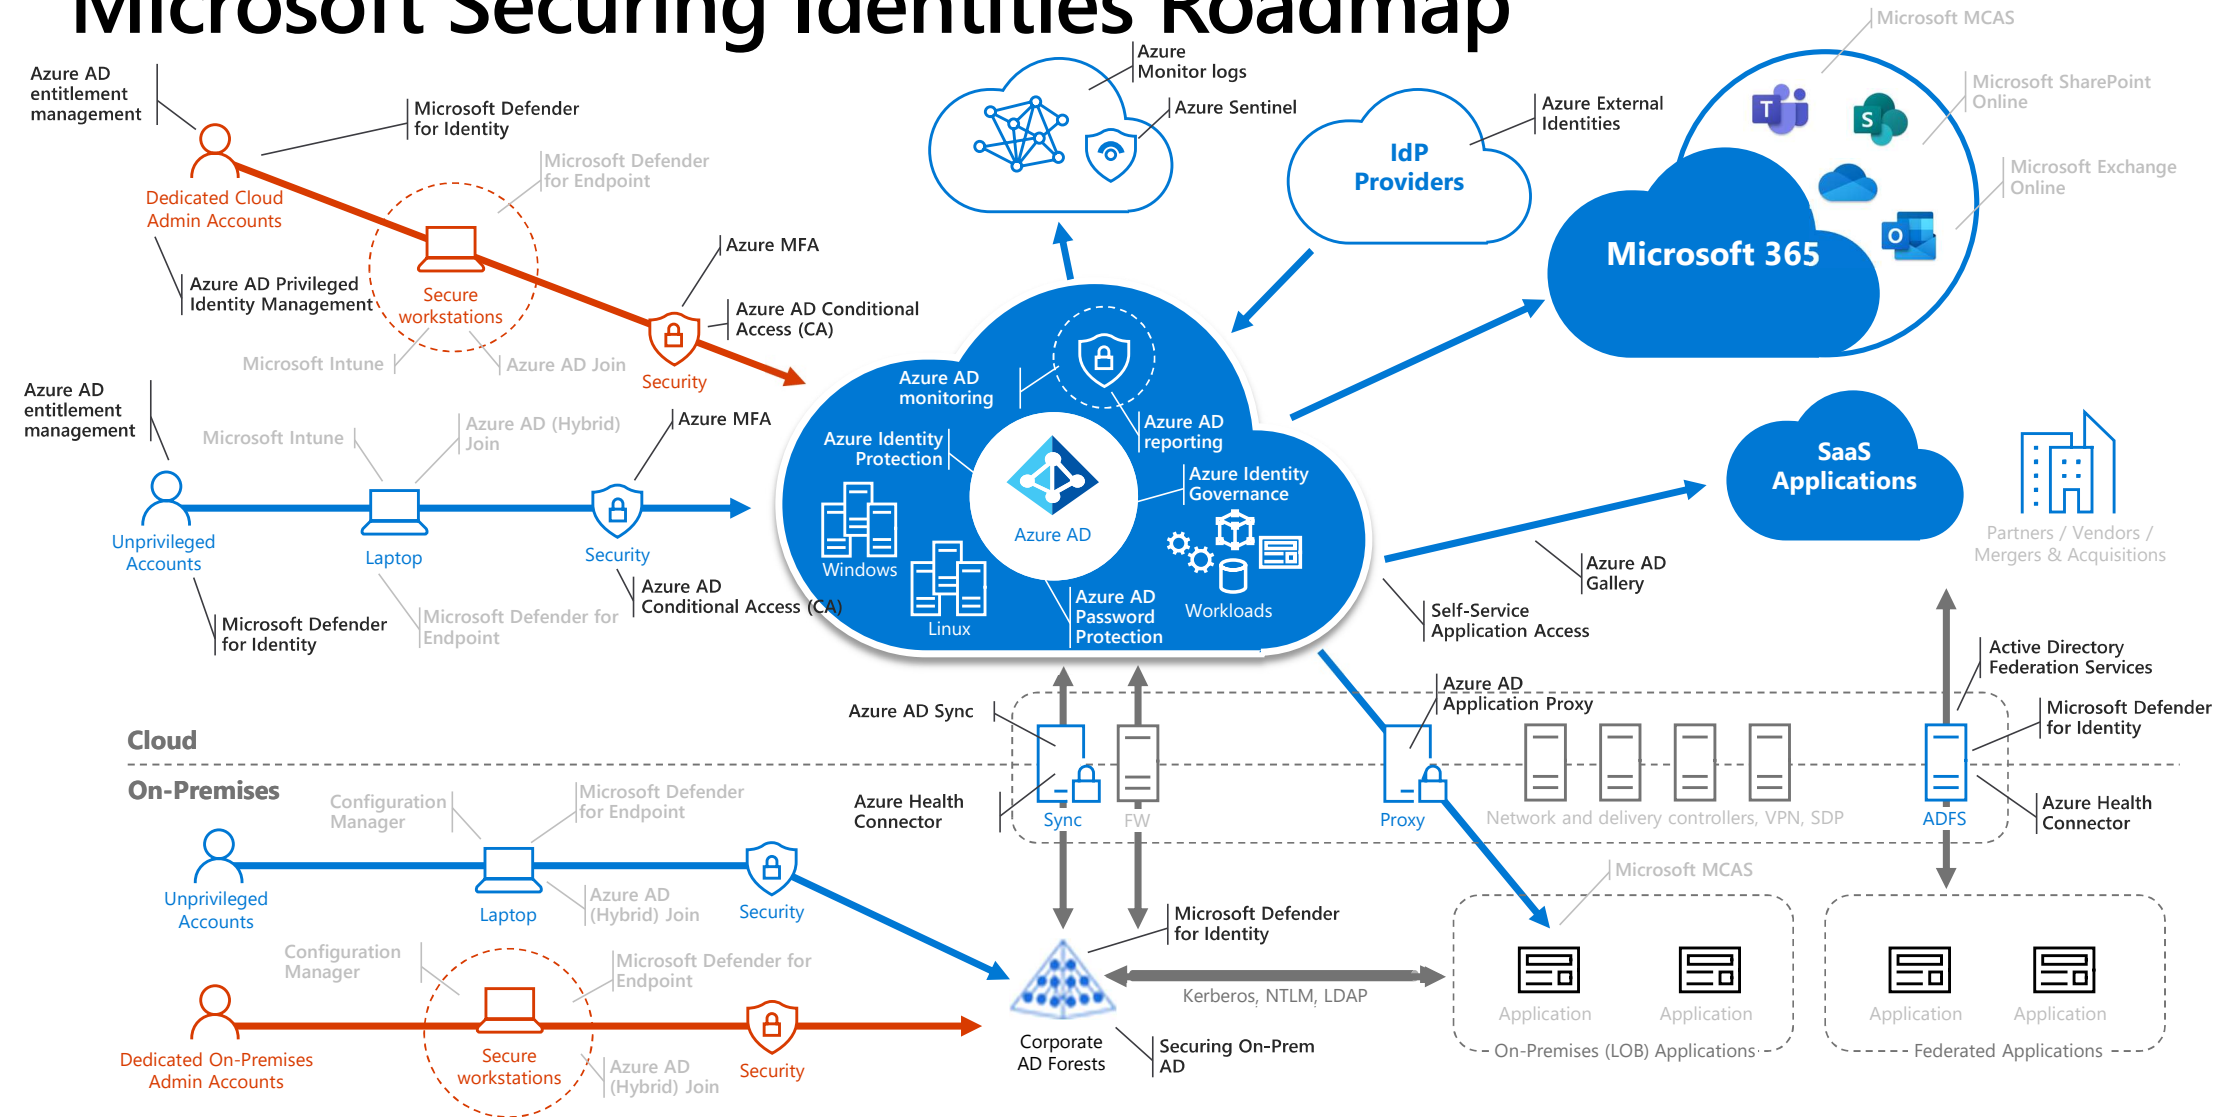 Microsoft Securing Identities Roadmap
Azure AD
entitlement
management
Microsoft Defender
for Identity
Dedicated Cloud
Admin Accounts
Azure AD Privileged
Identity Management
Microsoft Defender
for Endpoint
Secure
workstations
Microsoft Intune
Azure AD Join
Azure MFA
Azure AD Conditional
Access (CA)
Security
Azure
Monitor logs
Azure Sentinel
IdP
Providers
Azure External
Identities
Microsoft MCAS
Microsoft SharePoint
Online
Microsoft Exchange
Online
T
S
O
Microsoft 365
Azure AD
entitlement
management
Microsoft Intune
Azure AD (Hybrid)
Join
Azure MFA
Unprivileged
Accounts
Laptop
Security
Microsoft Defender
for Identity
Microsoft Defender for
Endpoint
Azure AD
Conditional Access (CA)
Azure AD
monitoring
Azure AD
reporting
Azure Identity
Protection
Azure Identity
Governance
Azure AD
Windows
Linux
Azure AD
Password
Protection
Workloads
SaaS
Applications
Partners / Vendors /
Mergers & Acquisitions
Azure AD
Gallery
Self-Service
Application Access
Active Directory
Federation Services
Azure AD Sync
Azure AD
Application Proxy
Microsoft Defender
for Identity
Cloud
On-Premises
Azure Health
Connector
Sync
FW
Proxy
Network and delivery controllers, VPN, SDP
ADFS
Azure Health
Connector
Configuration
Manager
Microsoft Defender
for Endpoint
Unprivileged
Accounts
Laptop
Azure AD
(Hybrid) Join
Security
Microsoft MCAS
Microsoft Defender
for Identity
Configuration
Manager
Microsoft Defender for
Endpoint
Dedicated On-Premises
Admin Accounts
Secure
workstations
Azure AD
(Hybrid) Join
Security
Corporate
AD Forests
Kerberos, NTLM, LDAP
Securing On-Prem
AD
Application
Application
On-Premises (LOB) Applications
Application
Application
Federated Applications